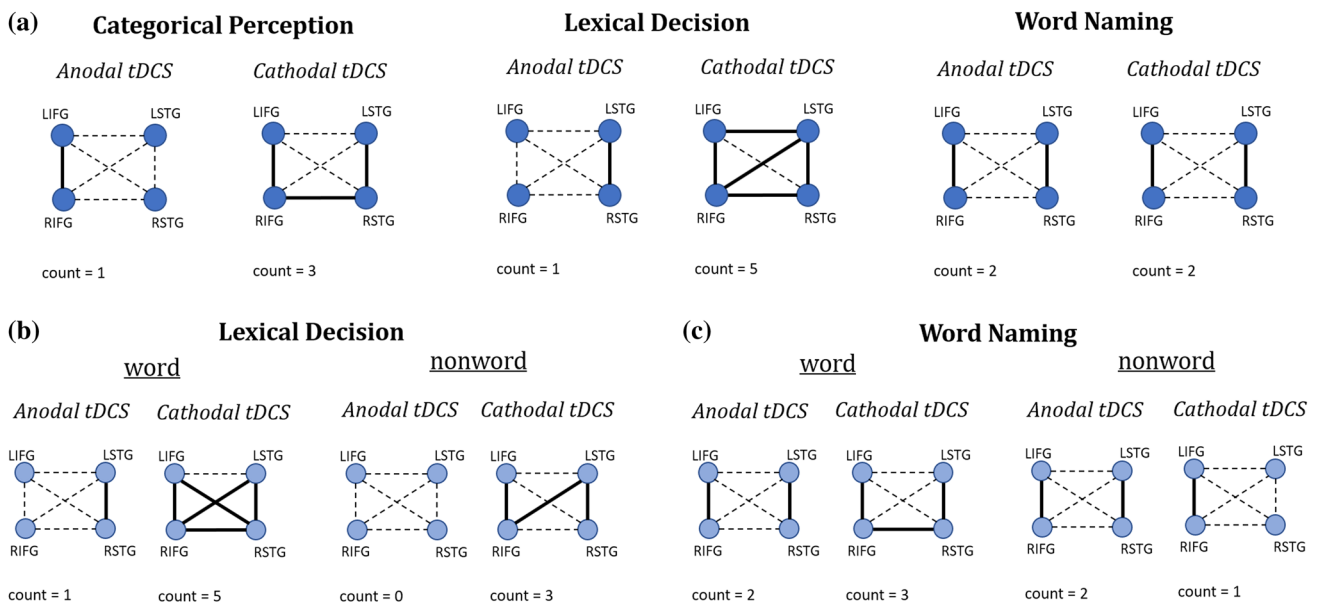 (a)
Categorical Perception
Lexical Decision
Word Naming
Anodal tDCS
Cathodal tDCS
Anodal tDCS
Cathodal tDCS
Anodal tDCS
Cathodal tDCS
LIFG
LSTG
LIFG
LSTG
LIFG
LSTG
LIFG
LSTG
LIFG
LSTG
LIFG
LSTG
RIFG
RSTG
RIFG
RSTG
RIFG
RSTG
RIFG
RSTG
RIFG
RSTG
RIFG
RSTG
count = 1
count = 3
count = 1
count = 5
count = 2
count = 2
(b)
Lexical Decision
word
nonword
Anodal tDCS
Cathodal tDCS
Anodal tDCS
Cathodal tDCS
LIFG
LSTG
LIFG
LSTG
LIFG
LSTG
LIFG
LSTG
RIFG
RSTG
RIFG
RSTG
RIFG
RSTG
RIFG
RSTG
count = 1
count = 5
count = 0
count = 3
(c)
Word Naming
word
nonword
Anodal tDCS
Cathodal tDCS
Anodal tDCS
Cathodal tDCS
LIFG
LSTG
LIFG
LSTG
LIFG
LSTG
LIFG
LSTG
RIFG
RSTG
RIFG
RSTG
RIFG
RSTG
RIFG
RSTG
count = 2
count = 3
count = 2
count = 1